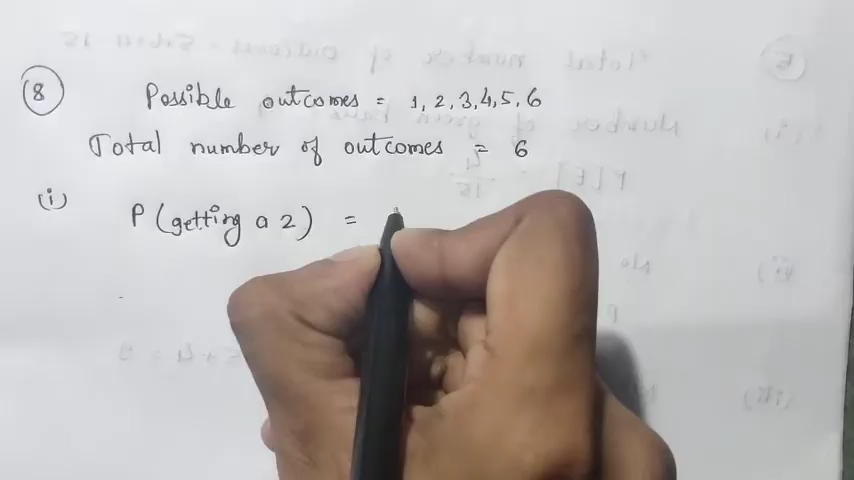 8 Possible outcomes = 1, 2, 3, 4, 5, 6
Total number of outcomes = 6
(i)
P (getting a 2) =